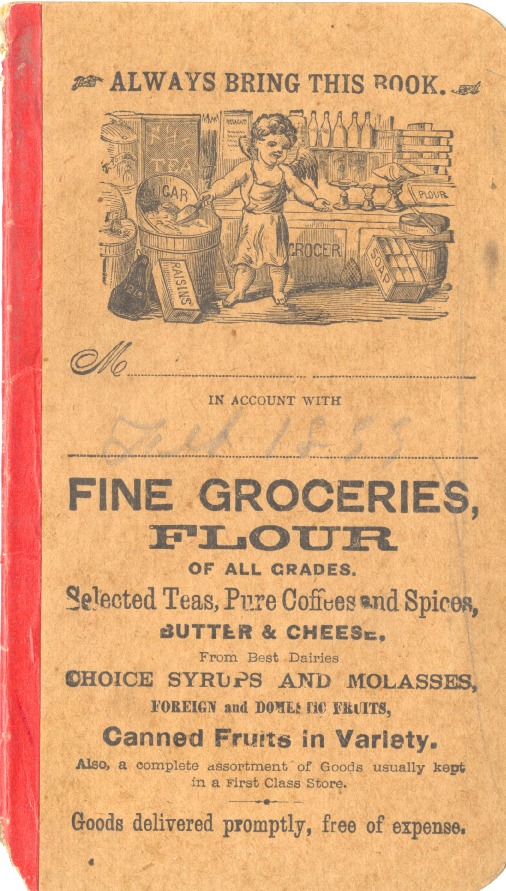 ALWAYS BRING THIS BOOK.
TEA
SUGAR
FLOUR
GROCER
RAISINS
SOAP
M
IN ACCOUNT WITH
FINE GROCERIES,
FLOUR
OF ALL GRADES.
Selected Teas, Pure Coffees and Spices,
BUTTER & CHEESE,
From Best Dairies
CHOICE SYRUPS AND MOLASSES,
FOREIGN and DOMESTIC FRUITS,
Canned Fruits in Variety.
Also, a complete assortment of Goods usually kept
in a First Class Store.
Goods delivered promptly, free of expense.